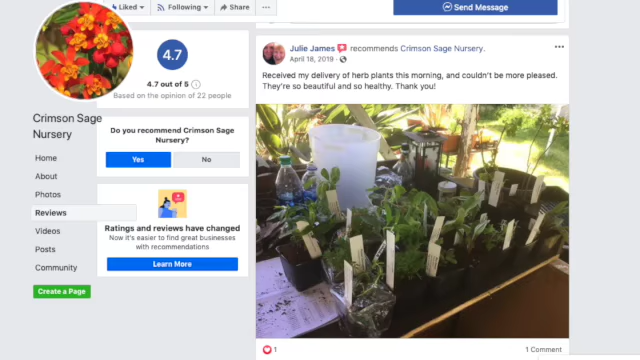 Liked
Following
Share
Send Message
4.7
4.7 out of 5
Based on the opinion of 22 people
Crimson Sage
Nursery
Home
About
Photos
Reviews
Videos
Posts
Community
Create a Page
Do you recommend Crimson Sage
Nursery?
Yes
No
Ratings and reviews have changed
Now it's easier to find great businesses
with recommendations
Learn More
Julie James recommends Crimson Sage Nursery.
April 18, 2019
Received my delivery of herb plants this morning, and couldn't be more pleased.
They're so beautiful and so healthy. Thank you!
1
1 Comment